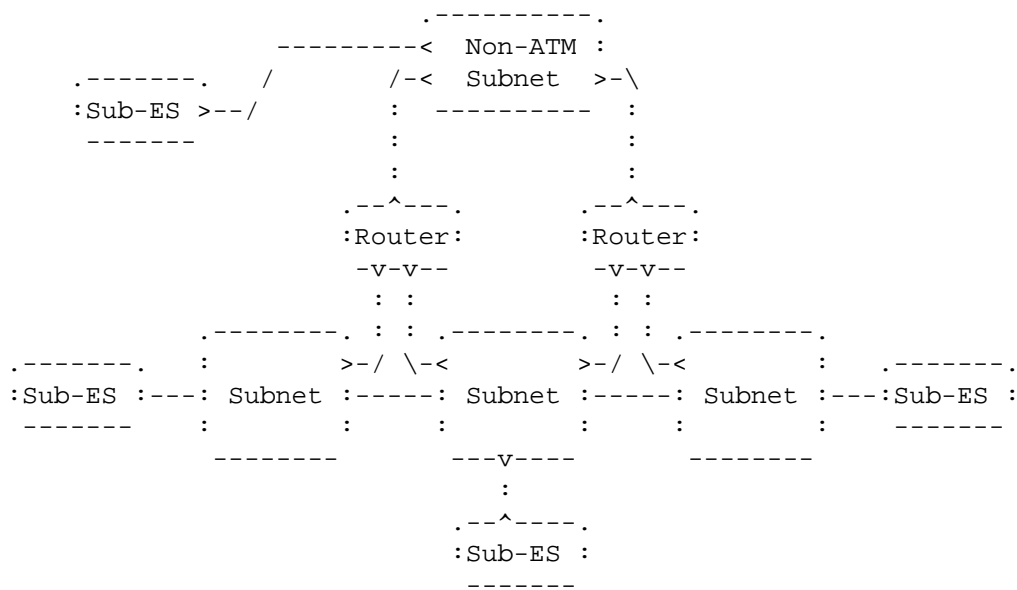 Non-ATM
Subnet
Sub-ES
Router Router
Sub-ES Subnet Subnet Subnet Sub-ES
Sub-ES